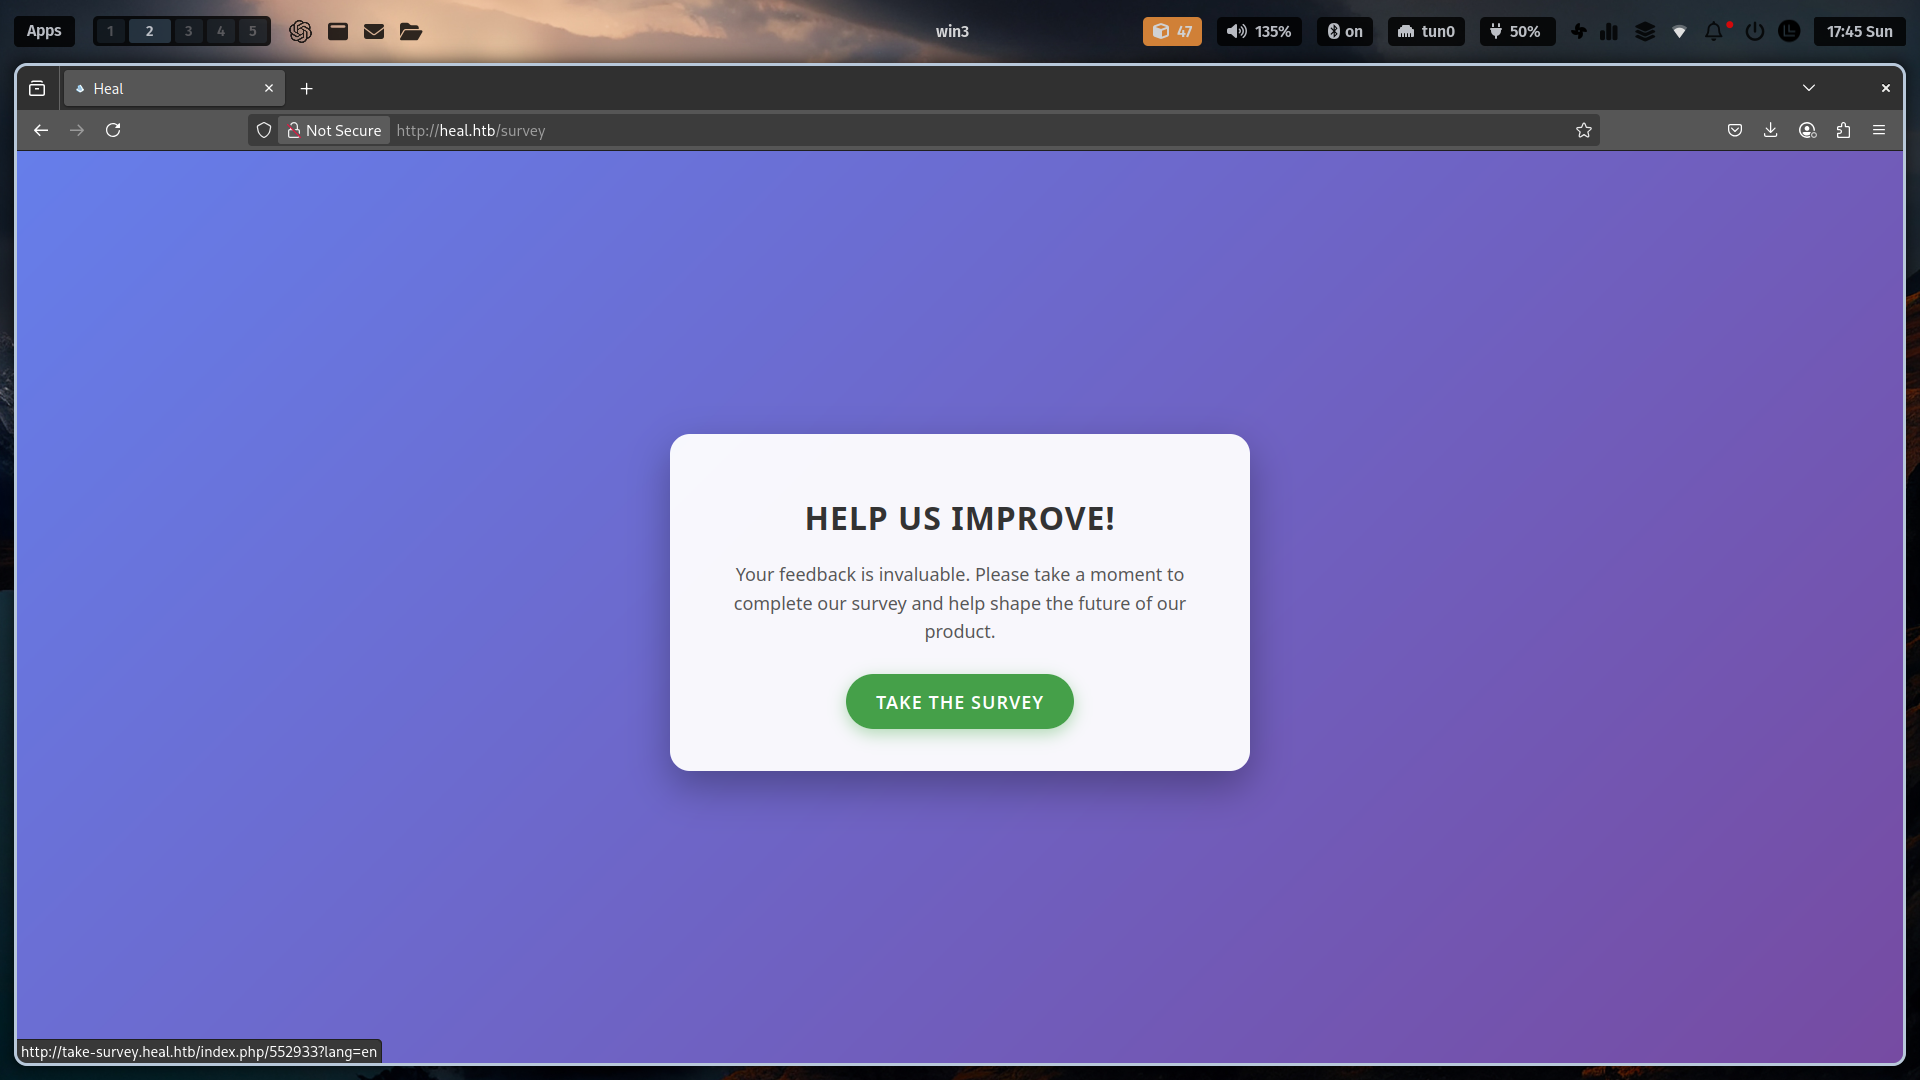 Apps
1 2 3 4 5
win3
47
135%
on
tun0
50%
17:45 Sun
Heal
Not Secure
http://heal.htb/survey
HELP US IMPROVE!
Your feedback is invaluable. Please take a moment to
complete our survey and help shape the future of our
product.
TAKE THE SURVEY
http://take-survey.heal.htb/index.php/552933?lang=en